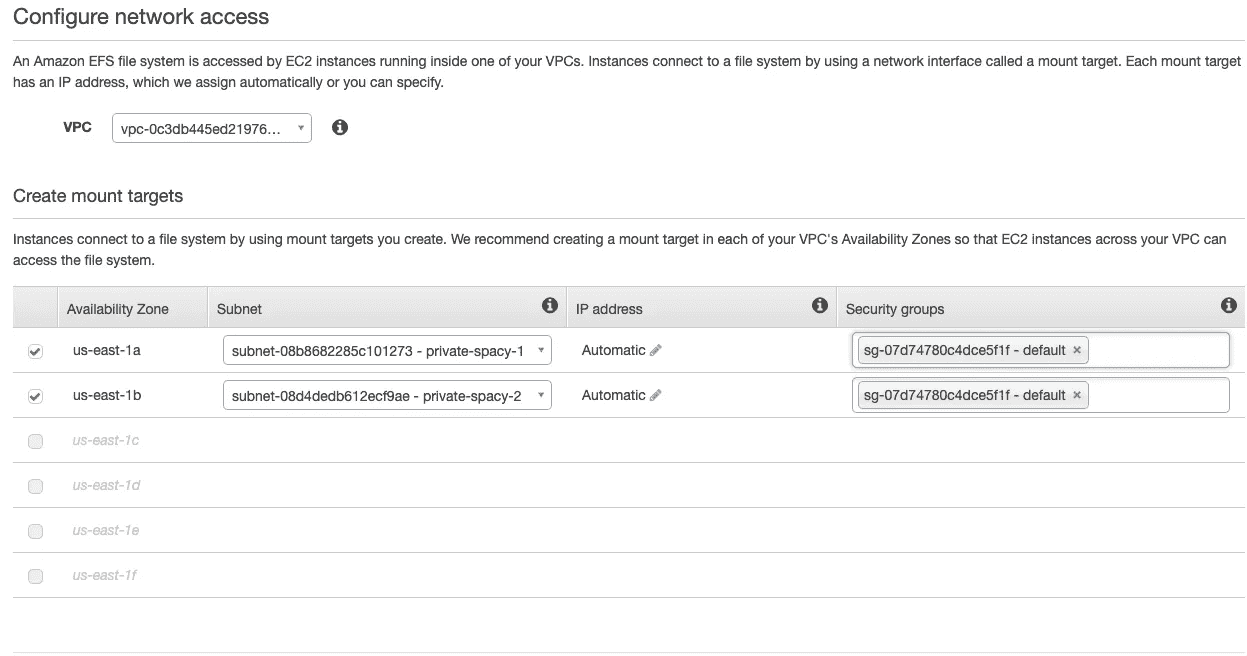 Configure network access
An Amazon EFS file system is accessed by EC2 instances running inside one of your VPCs. Instances connect to a file system by using a network interface called a mount target. Each mount target
has an IP address, which we assign automatically or you can specify.
VPC vpc-0c3db445ed21976...
Create mount targets
Instances connect to a file system by using mount targets you create. We recommend creating a mount target in each of your VPC's Availability Zones so that EC2 instances across your VPC can
access the file system.
Availability Zone Subnet IP address Security groups
us-east-1a subnet-08b8682285c101273 - private-spacy-1 Automatic sg-07d74780c4dce5f1f - default ×
us-east-1b subnet-08d4dedb612ecf9ae - private-spacy-2 Automatic sg-07d74780c4dce5f1f - default ×
us-east-1c
us-east-1d
us-east-1e
us-east-1f